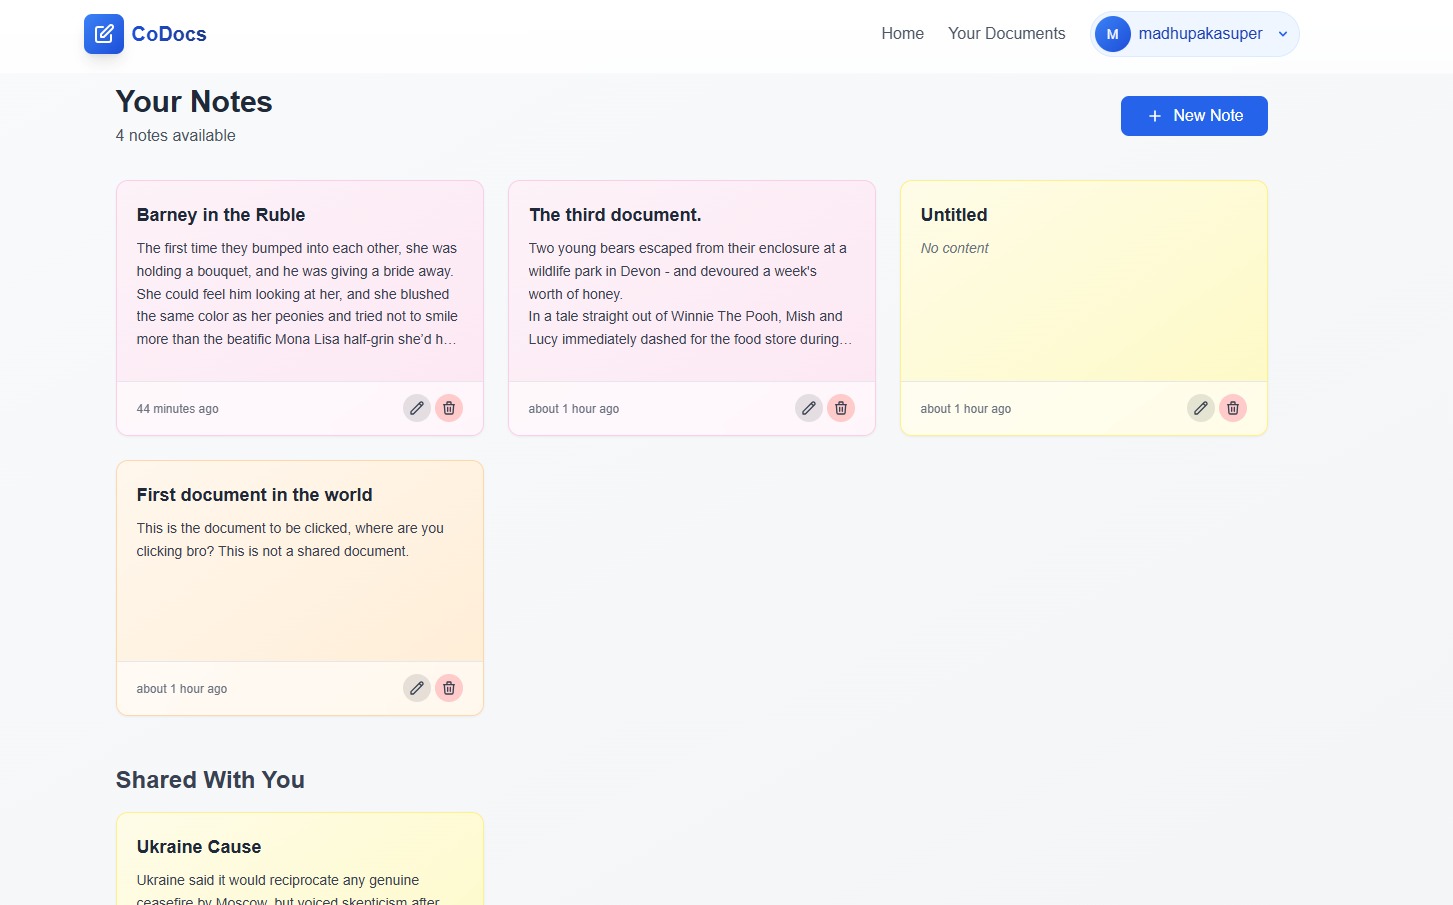 CoDocs
Home
Your Documents
M
madhupakasuper
Your Notes
4 notes available
New Note
Barney in the Ruble
The first time they bumped into each other, she was
holding a bouquet, and he was giving a bride away.
She could feel him looking at her, and she blushed
the same color as her peonies and tried not to smile
more than the beatific Mona Lisa half-grin she'd h…
44 minutes ago
The third document.
Two young bears escaped from their enclosure at a
wildlife park in Devon - and devoured a week's
worth of honey.
In a tale straight out of Winnie The Pooh, Mish and
Lucy immediately dashed for the food store during…
about 1 hour ago
Untitled
No content
about 1 hour ago
First document in the world
This is the document to be clicked, where are you
clicking bro? This is not a shared document.
about 1 hour ago
Shared With You
Ukraine Cause
Ukraine said it would reciprocate any genuine
ceasefire by Moscow, but voiced skepticism after